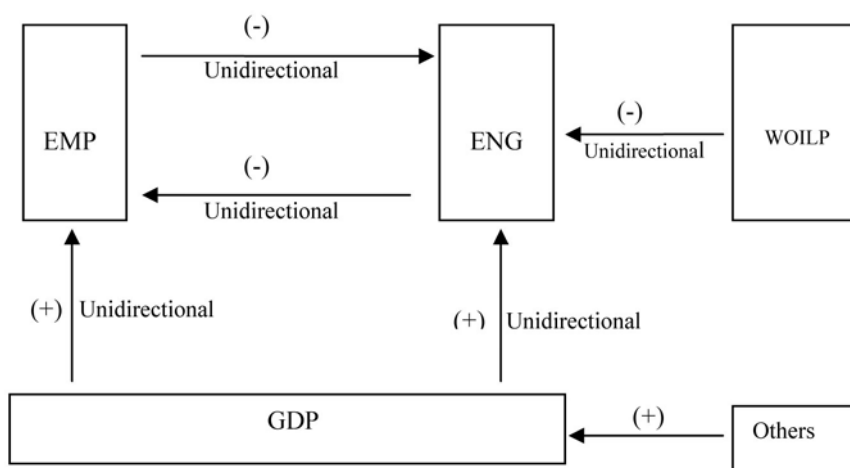 (-)
Unidirectional
EMP
ENG
(-)
Unidirectional
WOILP
(-)
Unidirectional
(+) Unidirectional
(+) Unidirectional
GDP
(+)
Others